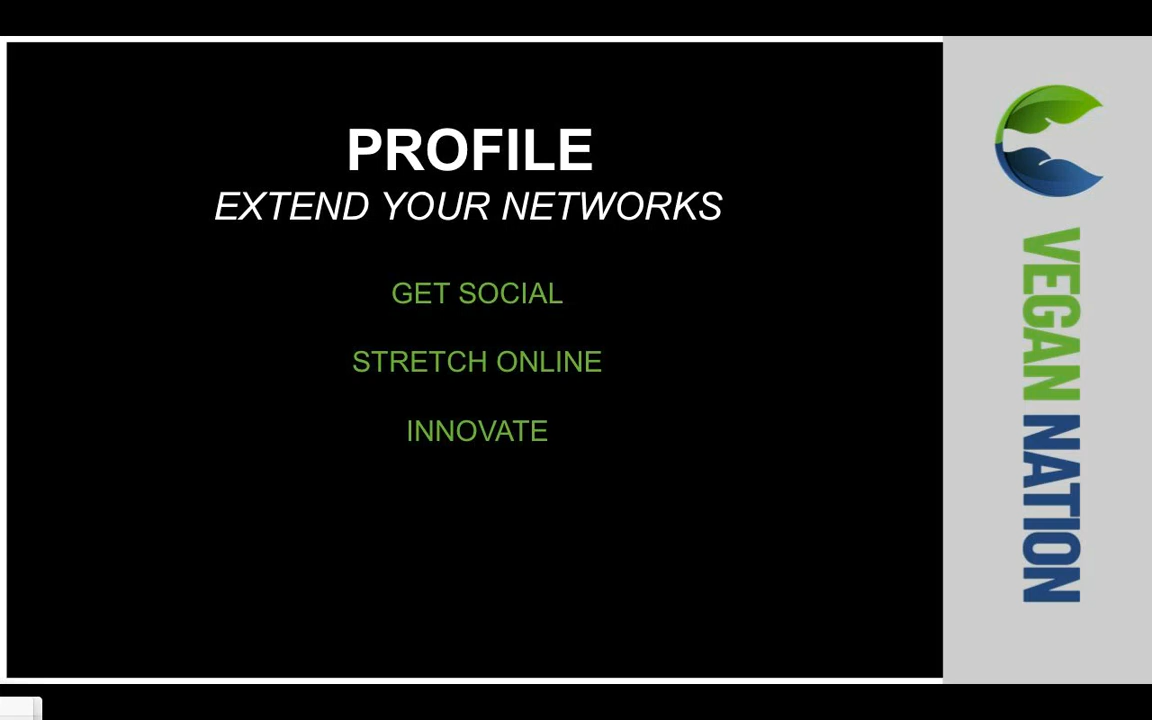 PROFILE
EXTEND YOUR NETWORKS
GET SOCIAL
STRETCH ONLINE
INNOVATE
VEGAN NATION